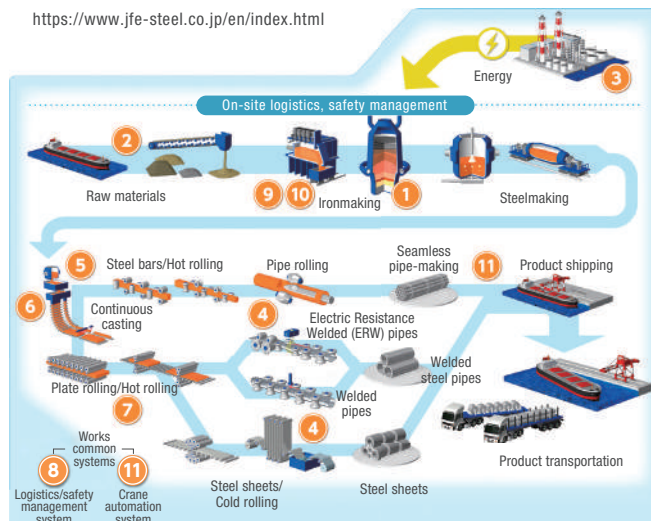 https://www.jfe-steel.co.jp/en/index.html
Energy
3
On-site logistics, safety management
2
Raw materials
9
10
Ironmaking
1
Steelmaking
5
Steel bars/Hot rolling
Pipe rolling
Seamless
pipe-making
11
Product shipping
6
Continuous
casting
4
Electric Resistance
Welded (ERW) pipes
Plate rolling/Hot rolling
Welded
pipes
Welded
steel pipes
7
4
Works
common
systems
8
11
Logistics/safety
management
system
Crane
automation
system
Steel sheets/
Cold rolling
Steel sheets
Product transportation